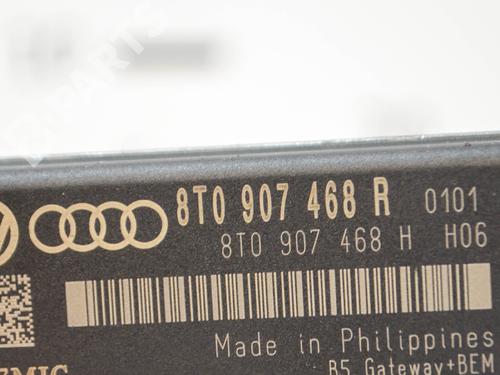 8T0 907 468 R 0101
8T0 907 468 H H06
Made in Philippines
B5 Gateway+BEM